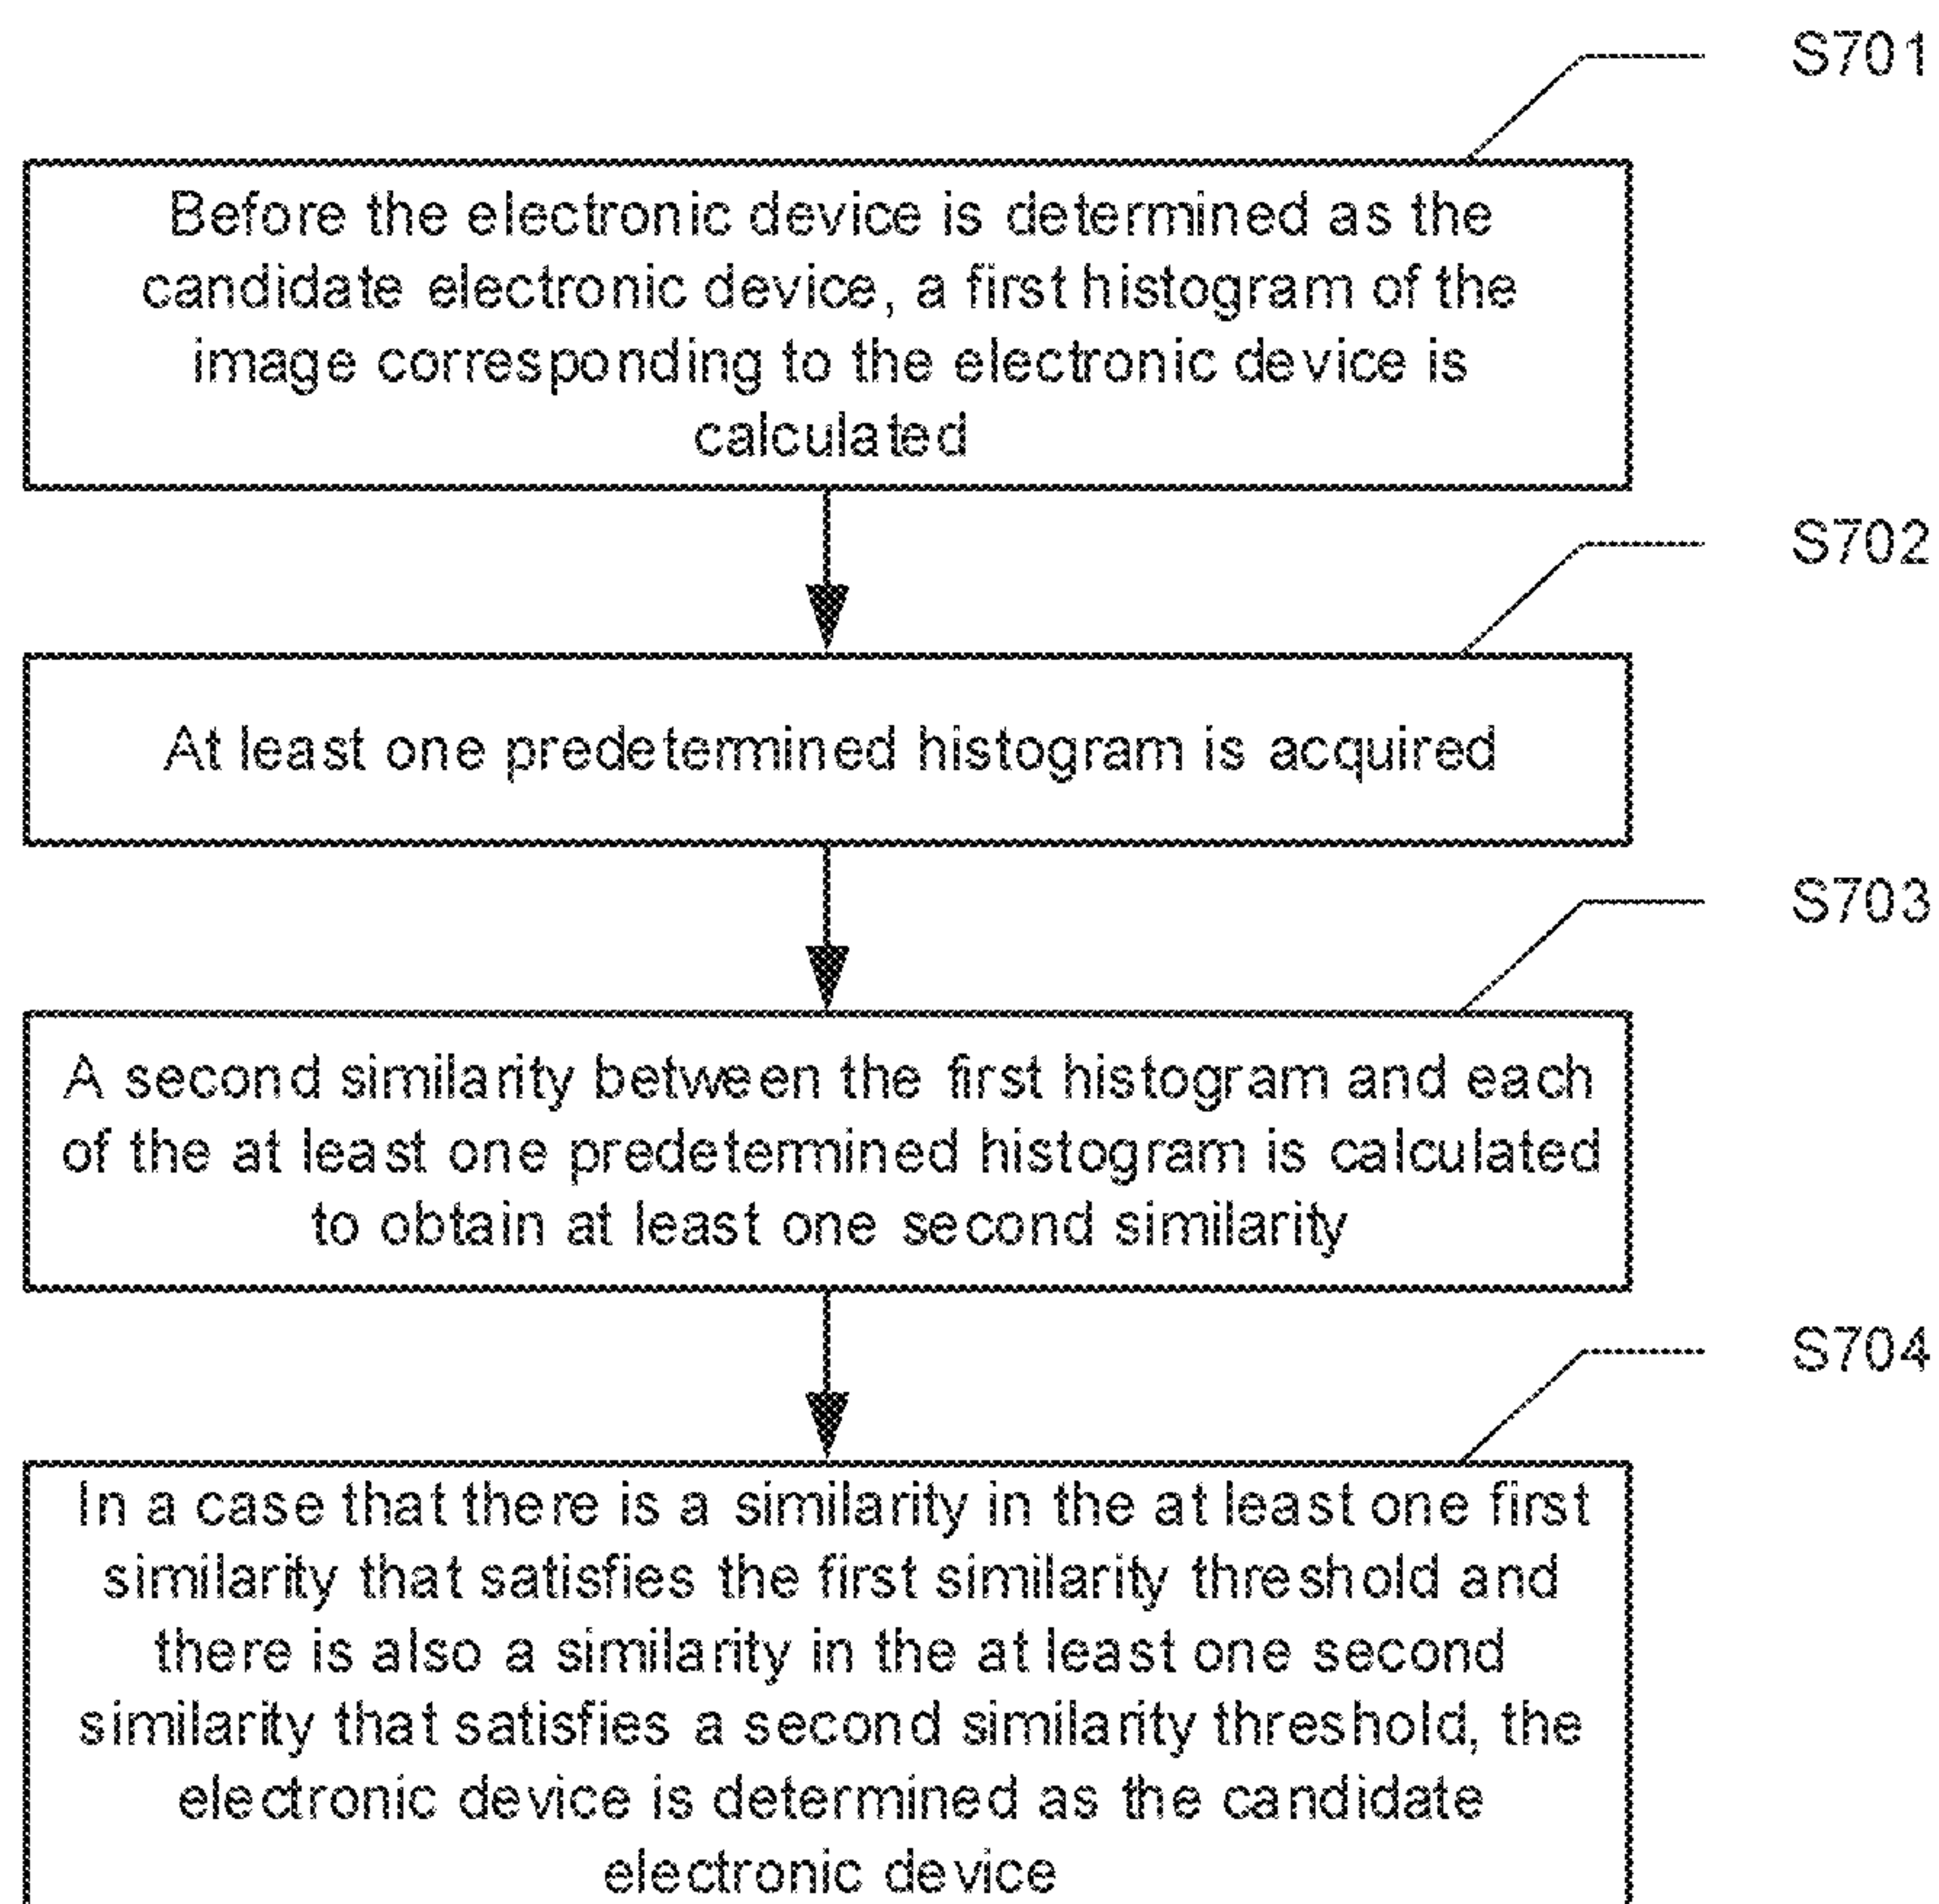 S701
Before the electronic device is determined as the
candidate electronic device, a first histogram of the
image corresponding to the electronic device is
calculated
S702
At least one predetermined histogram is acquired
S703
A second similarity between the first histogram and each
of the at least one predetermined histogram is calculated
to obtain at least one second similarity
S704
In a case that there is a similarity in the at least one first
similarity that satisfies the first similarity threshold and
there is also a similarity in the at least one second
similarity that satisfies a second similarity threshold, the
electronic device is determined as the candidate
electronic device